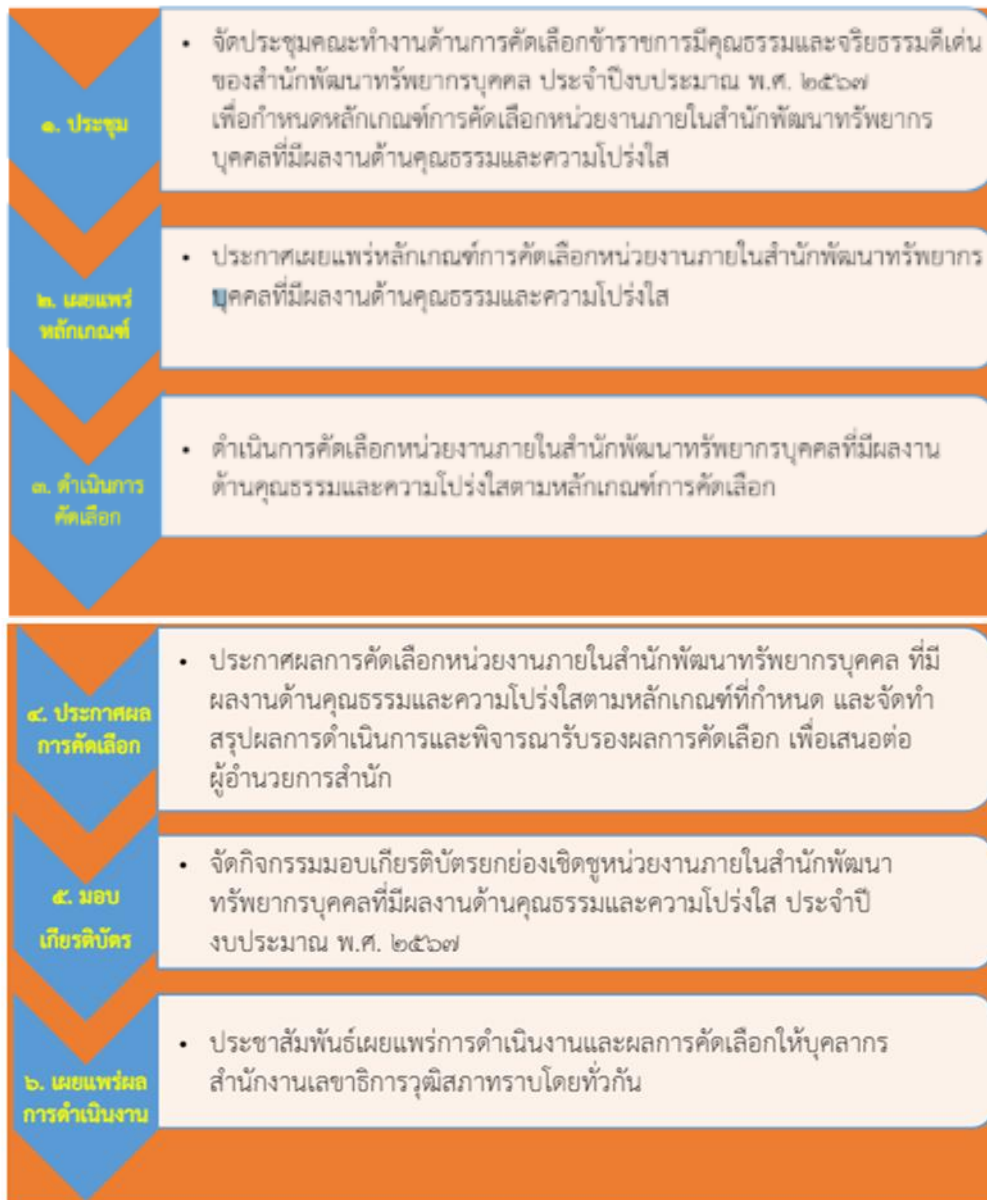 ๑. ประชุม
• จัดประชุมคณะทำงานด้านการคัดเลือกข้าราชการมีคุณธรรมและจริยธรรมดีเด่น
ของสำนักพัฒนาทรัพยากรบุคคล ประจำปีงบประมาณ พ.ศ. ๒๕๖๗
เพื่อกำหนดหลักเกณฑ์การคัดเลือกหน่วยงานภายในสำนักพัฒนาทรัพยากร
บุคคลที่มีผลงานด้านคุณธรรมและความโปร่งใส
๒. เผยแพร่
หลักเกณฑ์
• ประกาศเผยแพร่หลักเกณฑ์การคัดเลือกหน่วยงานภายในสำนักพัฒนาทรัพยากร
บุคคลที่มีผลงานด้านคุณธรรมและความโปร่งใส
๓. ดำเนินการ
คัดเลือก
• ดำเนินการคัดเลือกหน่วยงานภายในสำนักพัฒนาทรัพยากรบุคคลที่มีผลงาน
ด้านคุณธรรมและความโปร่งใสตามหลักเกณฑ์การคัดเลือก
๔. ประกาศผล
การคัดเลือก
• ประกาศผลการคัดเลือกหน่วยงานภายในสำนักพัฒนาทรัพยากรบุคคล ที่มี
ผลงานด้านคุณธรรมและความโปร่งใสตามหลักเกณฑ์ที่กำหนด และจัดทำ
สรุปผลการดำเนินการและพิจารณารับรองผลการคัดเลือก เพื่อเสนอต่อ
ผู้อำนวยการสำนัก
๕. มอบ
เกียรติบัตร
• จัดกิจกรรมมอบเกียรติบัตรยกย่องเชิดชูหน่วยงานภายในสำนักพัฒนา
ทรัพยากรบุคคลที่มีผลงานด้านคุณธรรมและความโปร่งใส ประจำปี
งบประมาณ พ.ศ. ๒๕๖๗
๖. เผยแพร่ผล
การดำเนินงาน
• ประชาสัมพันธ์เผยแพร่การดำเนินงานและผลการคัดเลือกให้บุคลากร
สำนักงานเลขาธิการวุฒิสภาทราบโดยทั่วกัน